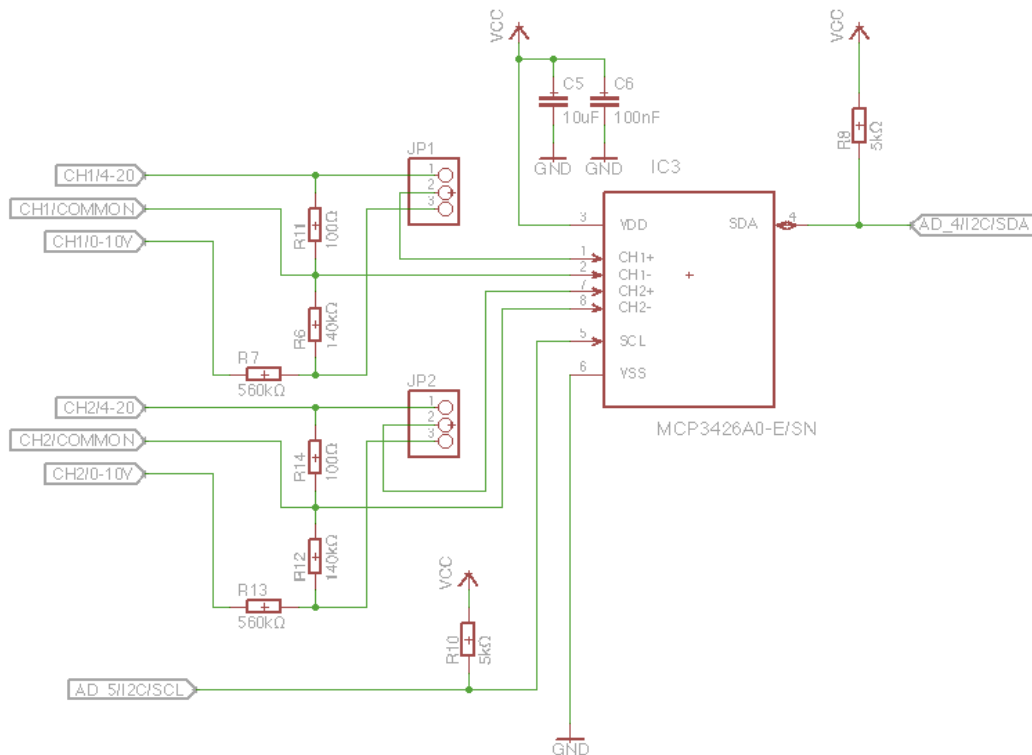 VCC
VCC
C5
C6
10uF
100nF
GND
GND
R8
5kΩ
JP1
IC3
CH1/4-20
1
CH1/COMMON
2
CH1/0-10V
3
R11
100Ω
3
VDD
SDA
4
AD_4/I2C/SDA
1
CH1+
2
CH1-
7
CH2+
8
CH2-
R6
140kΩ
5
SCL
R7
560kΩ
6
VSS
JP2
CH2/4-20
1
MCP3426A0-E/SN
CH2/COMMON
2
CH2/0-10V
3
R14
100Ω
R12
140kΩ
VCC
R13
560kΩ
R10
5kΩ
AD_5/I2C/SCL
GND